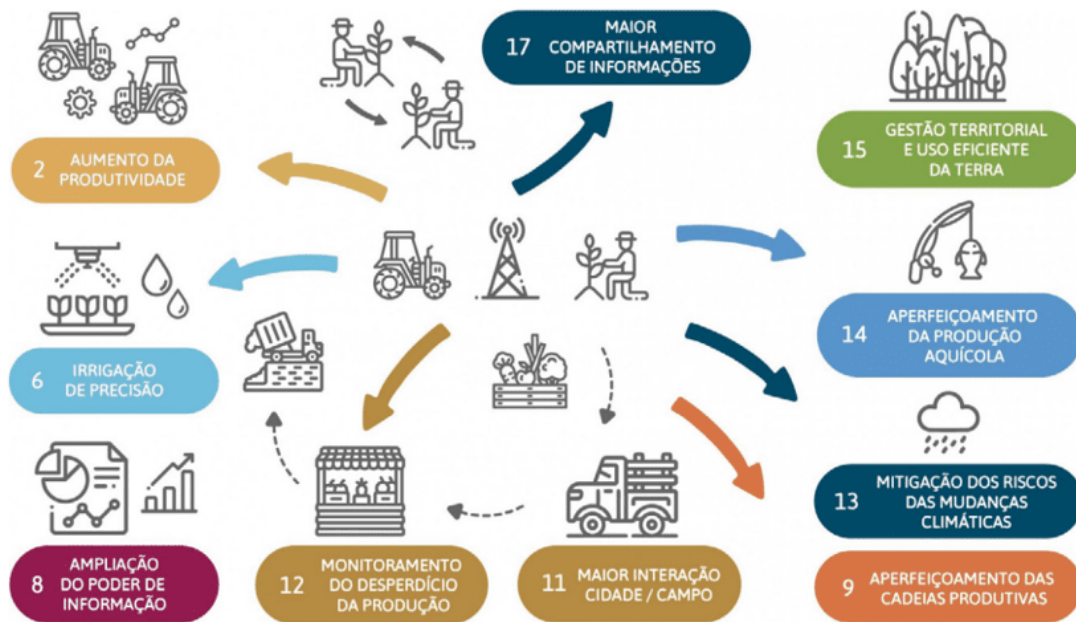 17
MAIOR
COMPARTILHAMENTO
DE INFORMAÇÕES
2
AUMENTO DA
PRODUTIVIDADE
15
GESTÃO TERRITORIAL
E USO EFICIENTE
DA TERRA
6
IRRIGAÇÃO
DE PRECISÃO
14
APERFEIÇOAMENTO
DA PRODUÇÃO
AQUÍCOLA
13
MITIGAÇÃO DOS RISCOS
DAS MUDANÇAS
CLIMÁTICAS
8
AMPLIAÇÃO
DO PODER DE
INFORMAÇÃO
12
MONITORAMENTO
DO DESPERDÍCIO
DA PRODUÇÃO
11
MAIOR INTERAÇÃO
CIDADE / CAMPO
9
APERFEIÇOAMENTO DAS
CADEIAS PRODUTIVAS